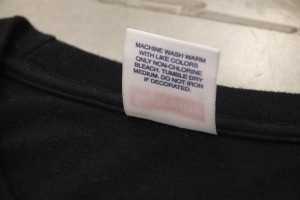 MACHINE WASH WARM
WITH LIKE COLORS
ONLY NON-CHLORINE
BLEACH. TUMBLE DRY
MEDIUM. DO NOT IRON
IF DECORATED.